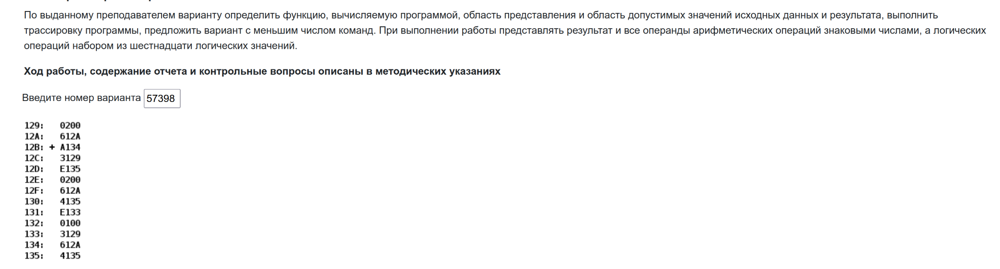 По выданному преподавателем варианту определить функцию, вычисляемую программой, область представления и область допустимых значений исходных данных и результата, выполнить
трассировку программы, предложить вариант с меньшим числом команд. При выполнении работы представлять результат и все операнды арифметических операций знаковыми числами, а логических
операций набором из шестнадцати логических значений.
Ход работы, содержание отчета и контрольные вопросы описаны в методических указаниях
Введите номер варианта 57398
129: 0200
12A: 612A
12B: + A134
12C: 3129
12D: E135
12E: 0200
12F: 612A
130: 4135
131: E133
132: 0100
133: 3129
134: 612A
135: 4135